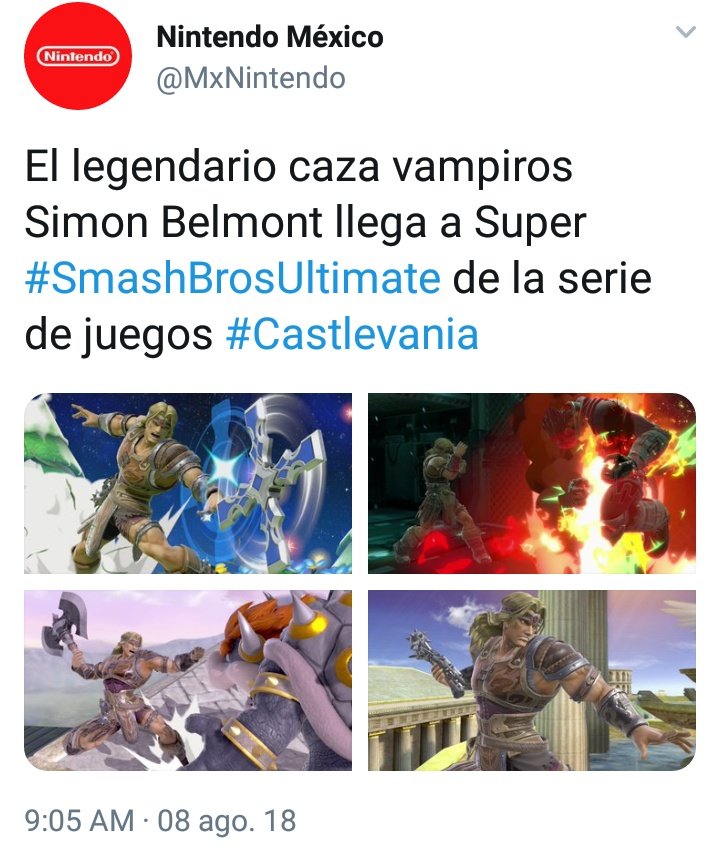 Nintendo
Nintendo México
@MxNintendo
El legendario caza vampiros
Simon Belmont llega a Super
#SmashBrosUltimate de la serie
de juegos #Castlevania
9:05 AM · 08 ago. 18